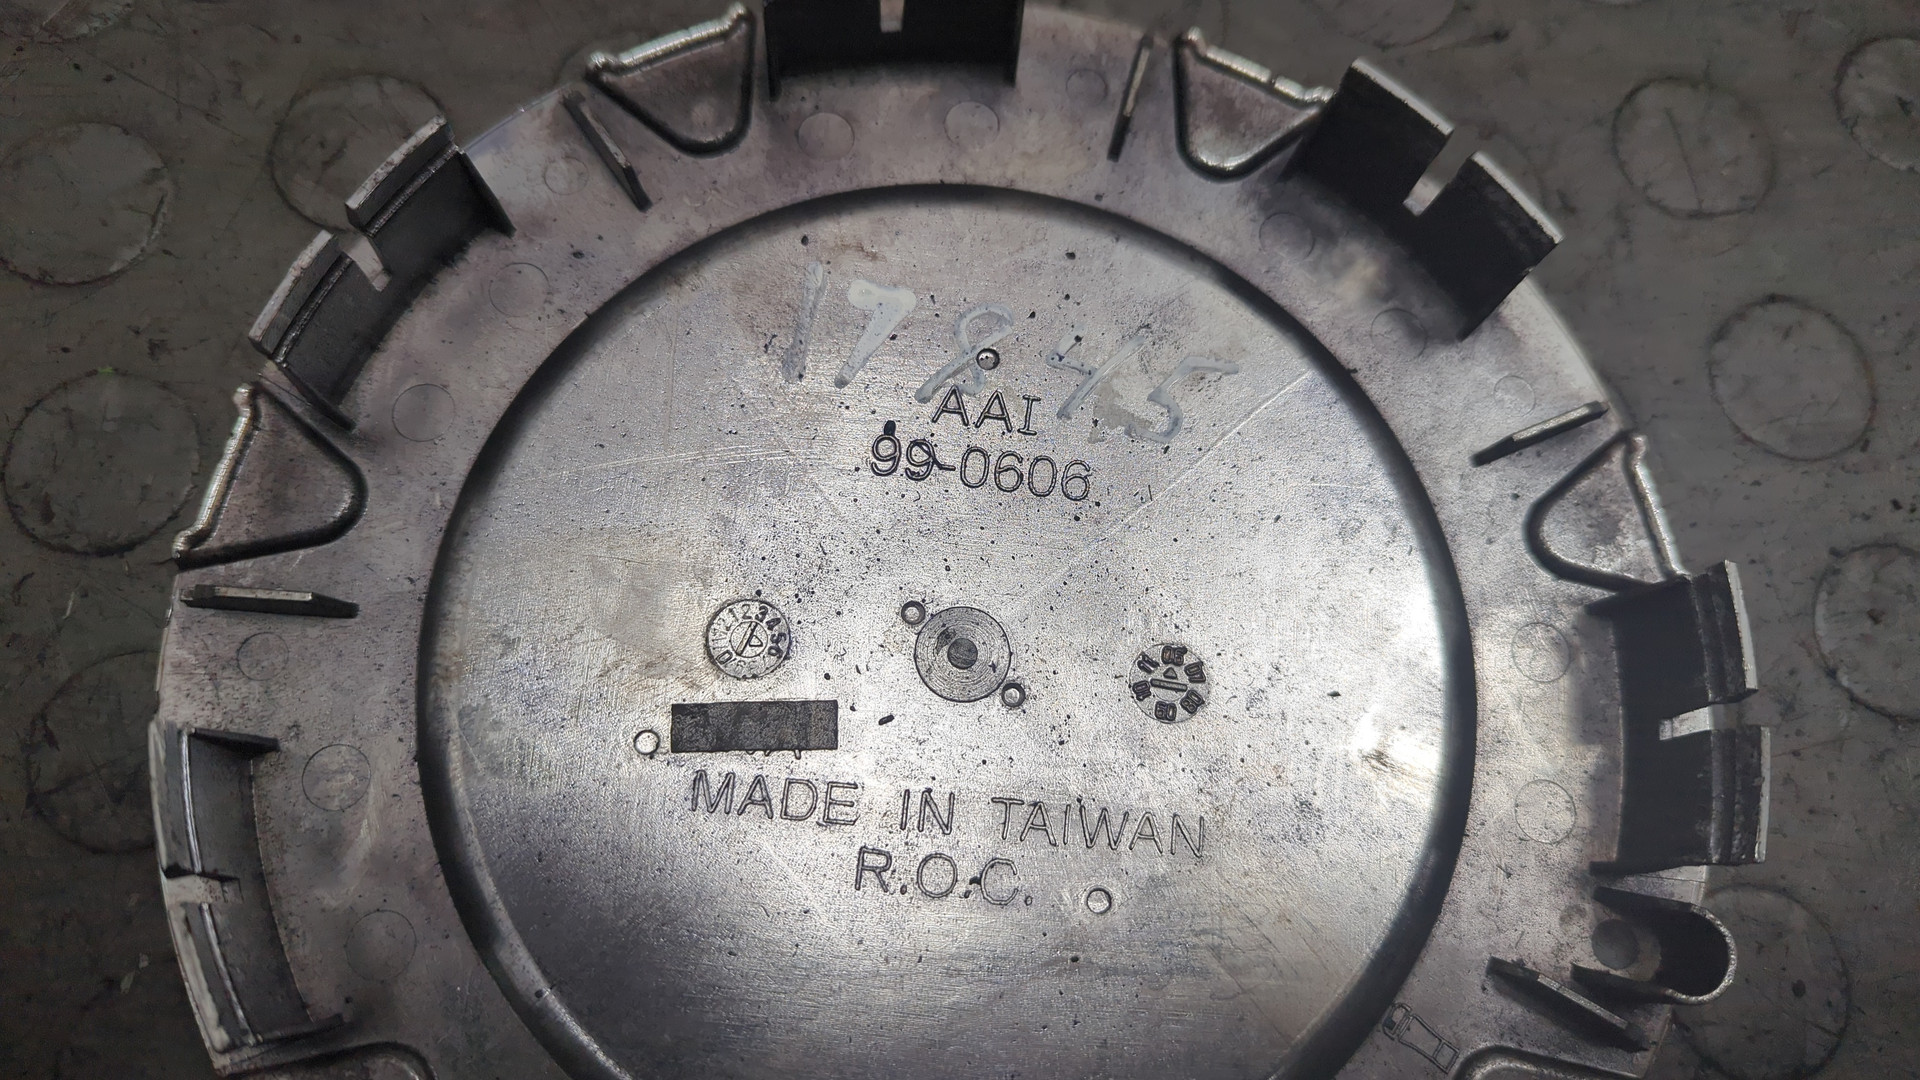 17845
AAI
99-0606
MADE IN TAIWAN
R.O.C.